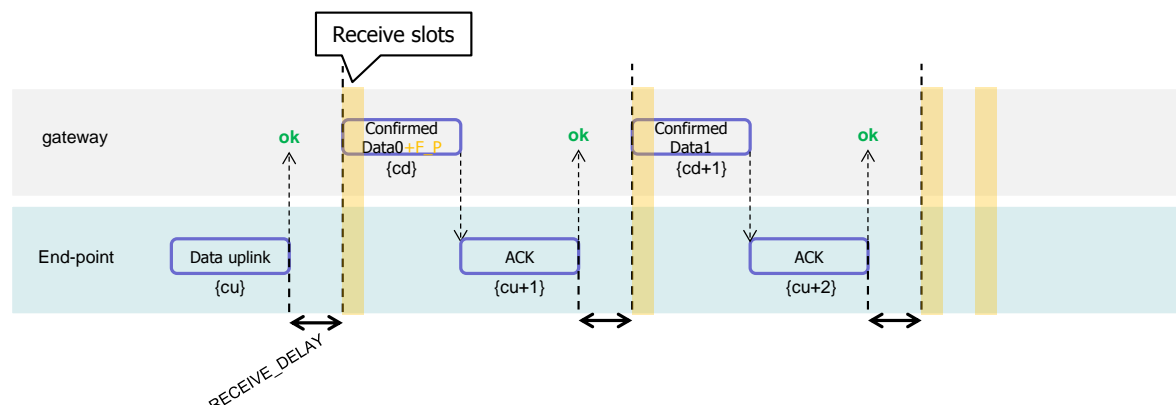 Receive slots
gateway
ok
Confirmed
Data0+F_P
{cd}
ok
Confirmed
Data1
{cd+1}
ok
End-point
Data uplink
{cu}
ACK
{cu+1}
ACK
{cu+2}
RECEIVE_DELAY